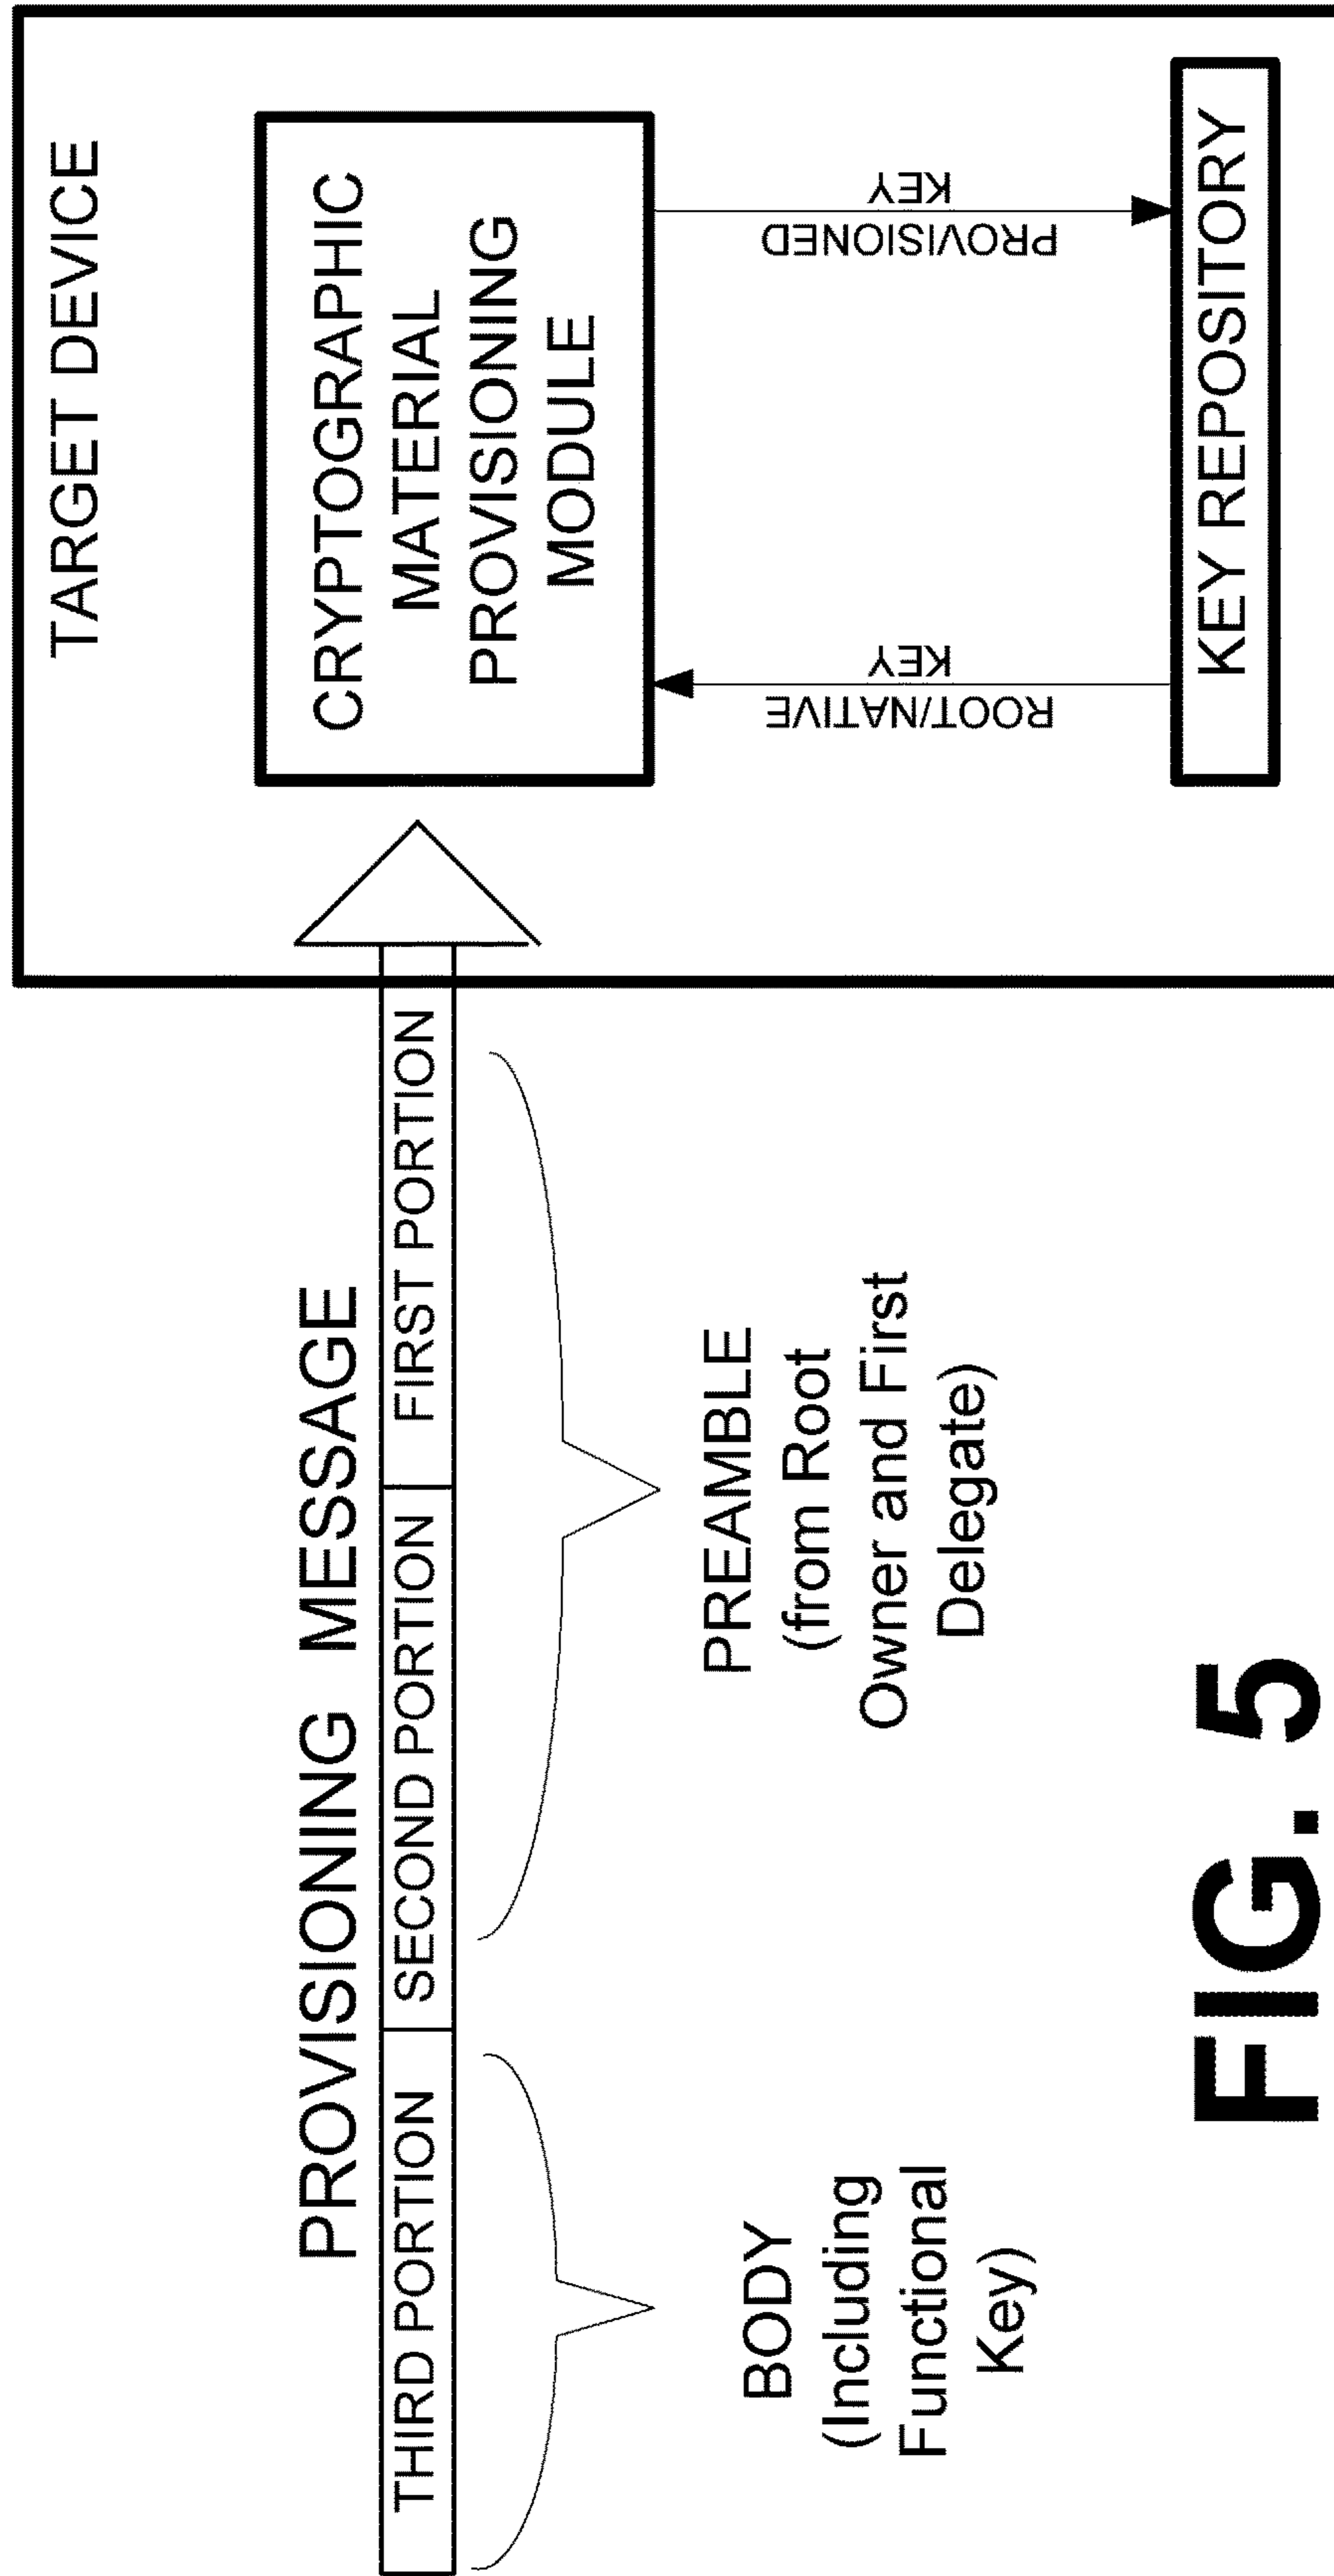 PROVISIONING MESSAGE
THIRD PORTION
SECOND PORTION
FIRST PORTION
BODY
(Including
Functional
Key)
PREAMBLE
(from Root
Owner and First
Delegate)
TARGET DEVICE
CRYPTOGRAPHIC
MATERIAL
PROVISIONING
MODULE
ROOT/NATIVE
KEY
PROVISIONED
KEY
KEY REPOSITORY
FIG. 5